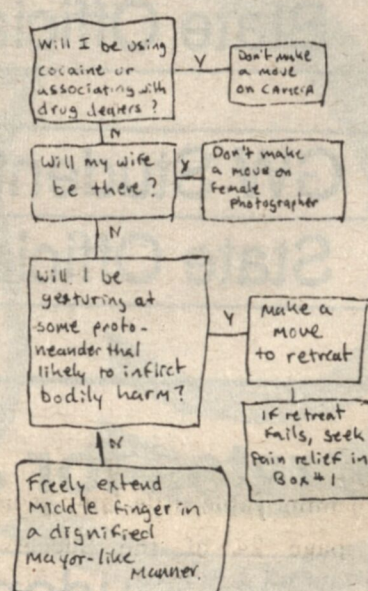 Will I be using
cocaine or
associating with
drug dealers?
Y
Don't make
a move
on camera
N
Will my wife
be there?
Y
Don't make
a move on
Female
Photographer
N
Will I be
gesturing at
some proto-
neanderthal
likely to inflict
bodily harm?
Y
Make a
move
to retreat
If retreat
Fails, seek
Pain relief in
Box #1
N
Freely extend
Middle finger in
a dignified
Mayor-like
Manner.